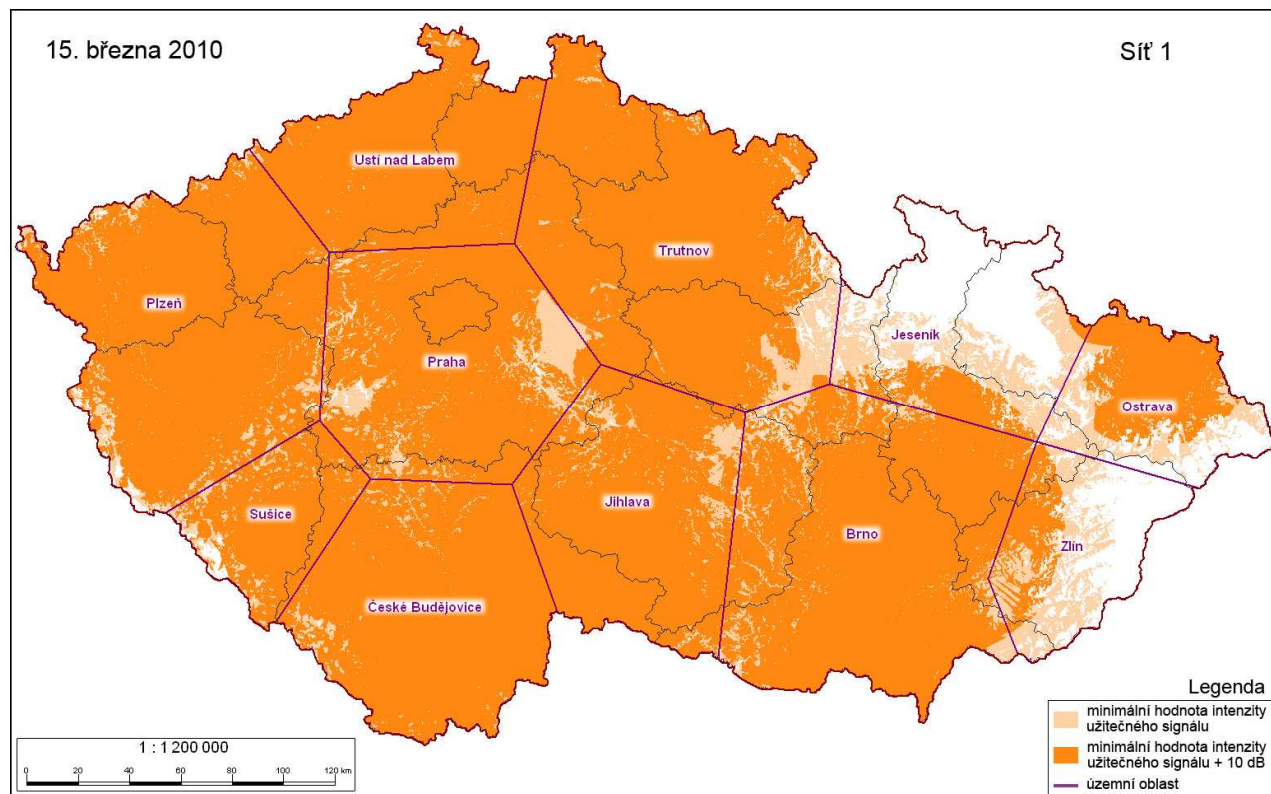 15. března 2010
Síť 1
Ustí nad Labem
Trutnov
Plzeň
Jeseník
Praha
Ostrava
Sušice
Jihlava
Brno
Zlín
České Budějovice
Legenda
minimální hodnota intenzity
užitečného signálu
minimální hodnota intenzity
užitečného signálu + 10 dB
územní oblast
1 : 1 200 000
0 20 40 60 80 100 120 km